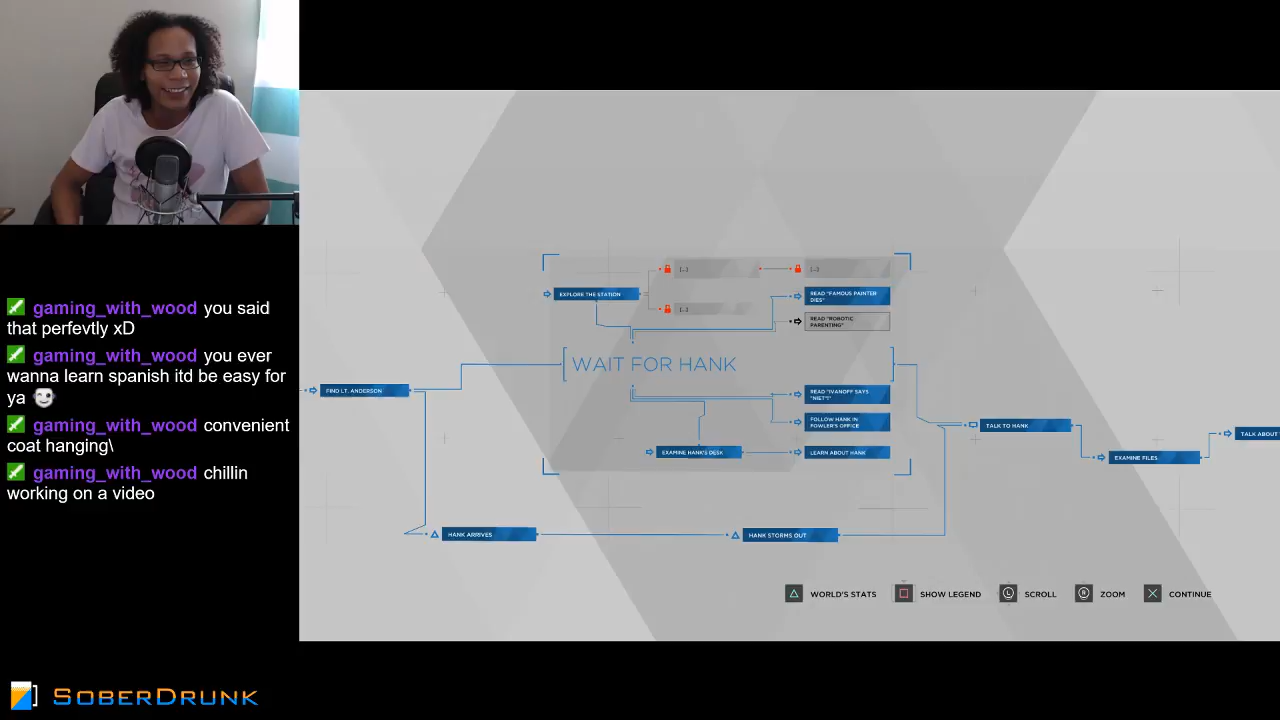 gaming_with_wood you said
that perfevtly xD
gaming_with_wood you ever
wanna learn spanish itd be easy for
ya
gaming_with_wood convenient
coat hanging\
gaming_with_wood chillin
working on a video
SOBERDRUNK
[...]
[...]
EXPLORE THE STATION
READ "FAMOUS PAINTER
DIES"
[...]
READ "ROBOTIC
PARENTING"
WAIT FOR HANK
FIND LT. ANDERSON
READ "IVANOFF SAYS
"NIET"!"
FOLLOW HANK IN
FOWLER'S OFFICE
TALK TO HANK
TALK ABOUT
EXAMINE HANK'S DESK
LEARN ABOUT HANK
EXAMINE FILES
HANK ARRIVES
HANK STORMS OUT
WORLD'S STATS
SHOW LEGEND
SCROLL
ZOOM
CONTINUE